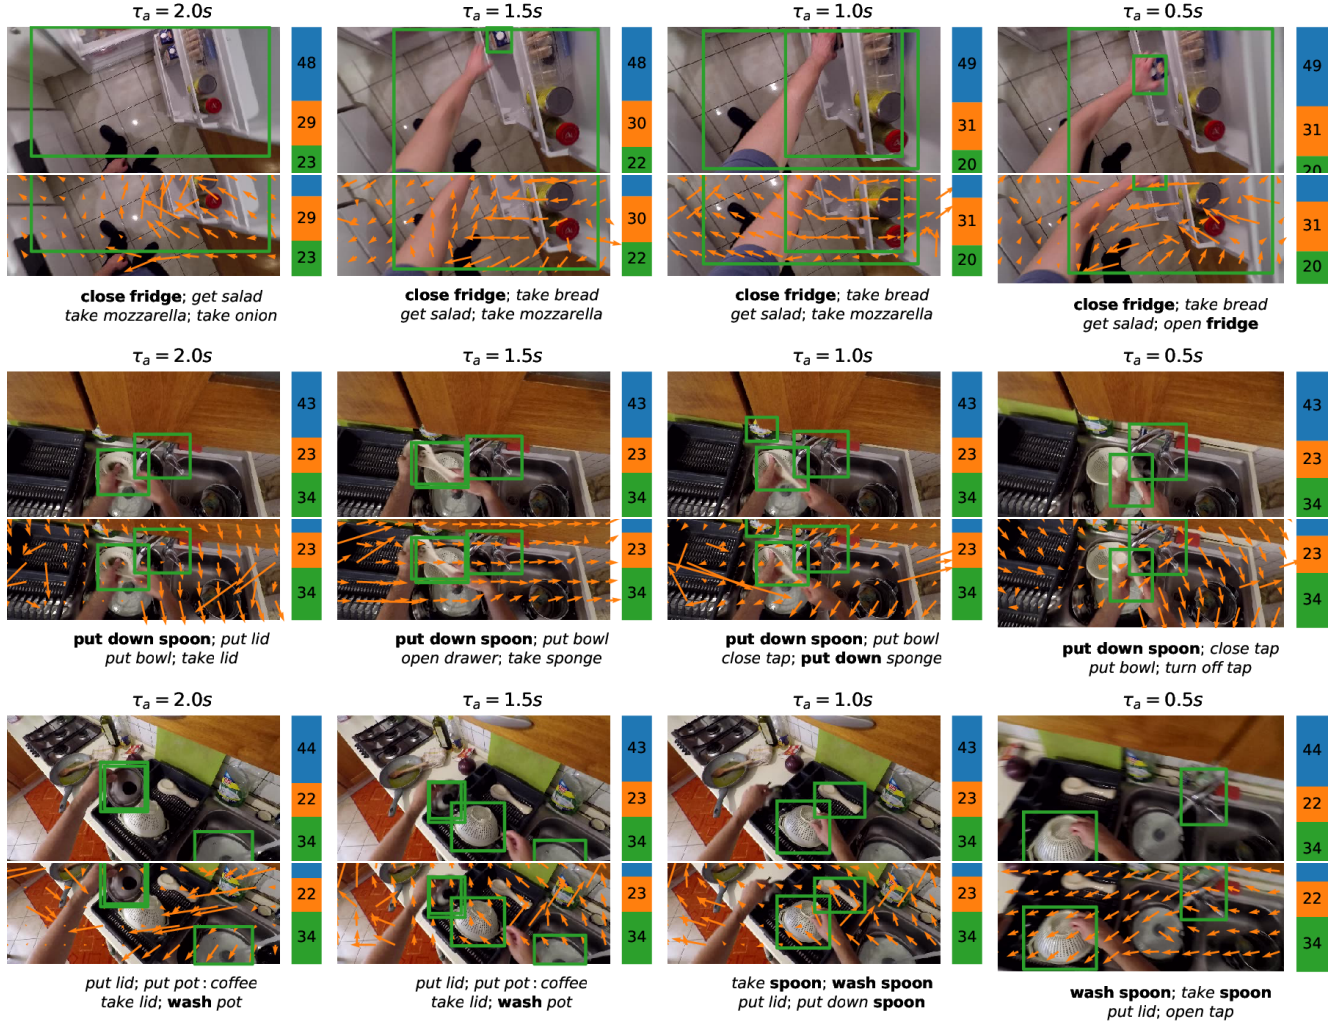 τₐ = 2.0s τₐ = 1.5s τₐ = 1.0s τₐ = 0.5s
48 48 49 49
29 30 31 31
23 22 20 20
29 30 31 31
23 22 20 20
close fridge; get salad
take mozzarella; take onion
close fridge; take bread
get salad; take mozzarella
close fridge; take bread
get salad; take mozzarella
close fridge; take bread
get salad; open fridge
τₐ = 2.0s τₐ = 1.5s τₐ = 1.0s τₐ = 0.5s
43 43 43 43
23 23 23 23
34 34 34 34
23 23 23 23
34 34 34 34
put down spoon; put lid
put bowl; take lid
put down spoon; put bowl
open drawer; take sponge
put down spoon; put bowl
close tap; put down sponge
put down spoon; close tap
put bowl; turn off tap
τₐ = 2.0s τₐ = 1.5s τₐ = 1.0s τₐ = 0.5s
44 43 43 44
22 23 23 22
34 34 34 34
22 23 23 22
34 34 34 34
put lid; put pot : coffee
take lid; wash pot
put lid; put pot : coffee
take lid; wash pot
take spoon; wash spoon
put lid; put down spoon
wash spoon; take spoon
put lid; open tap